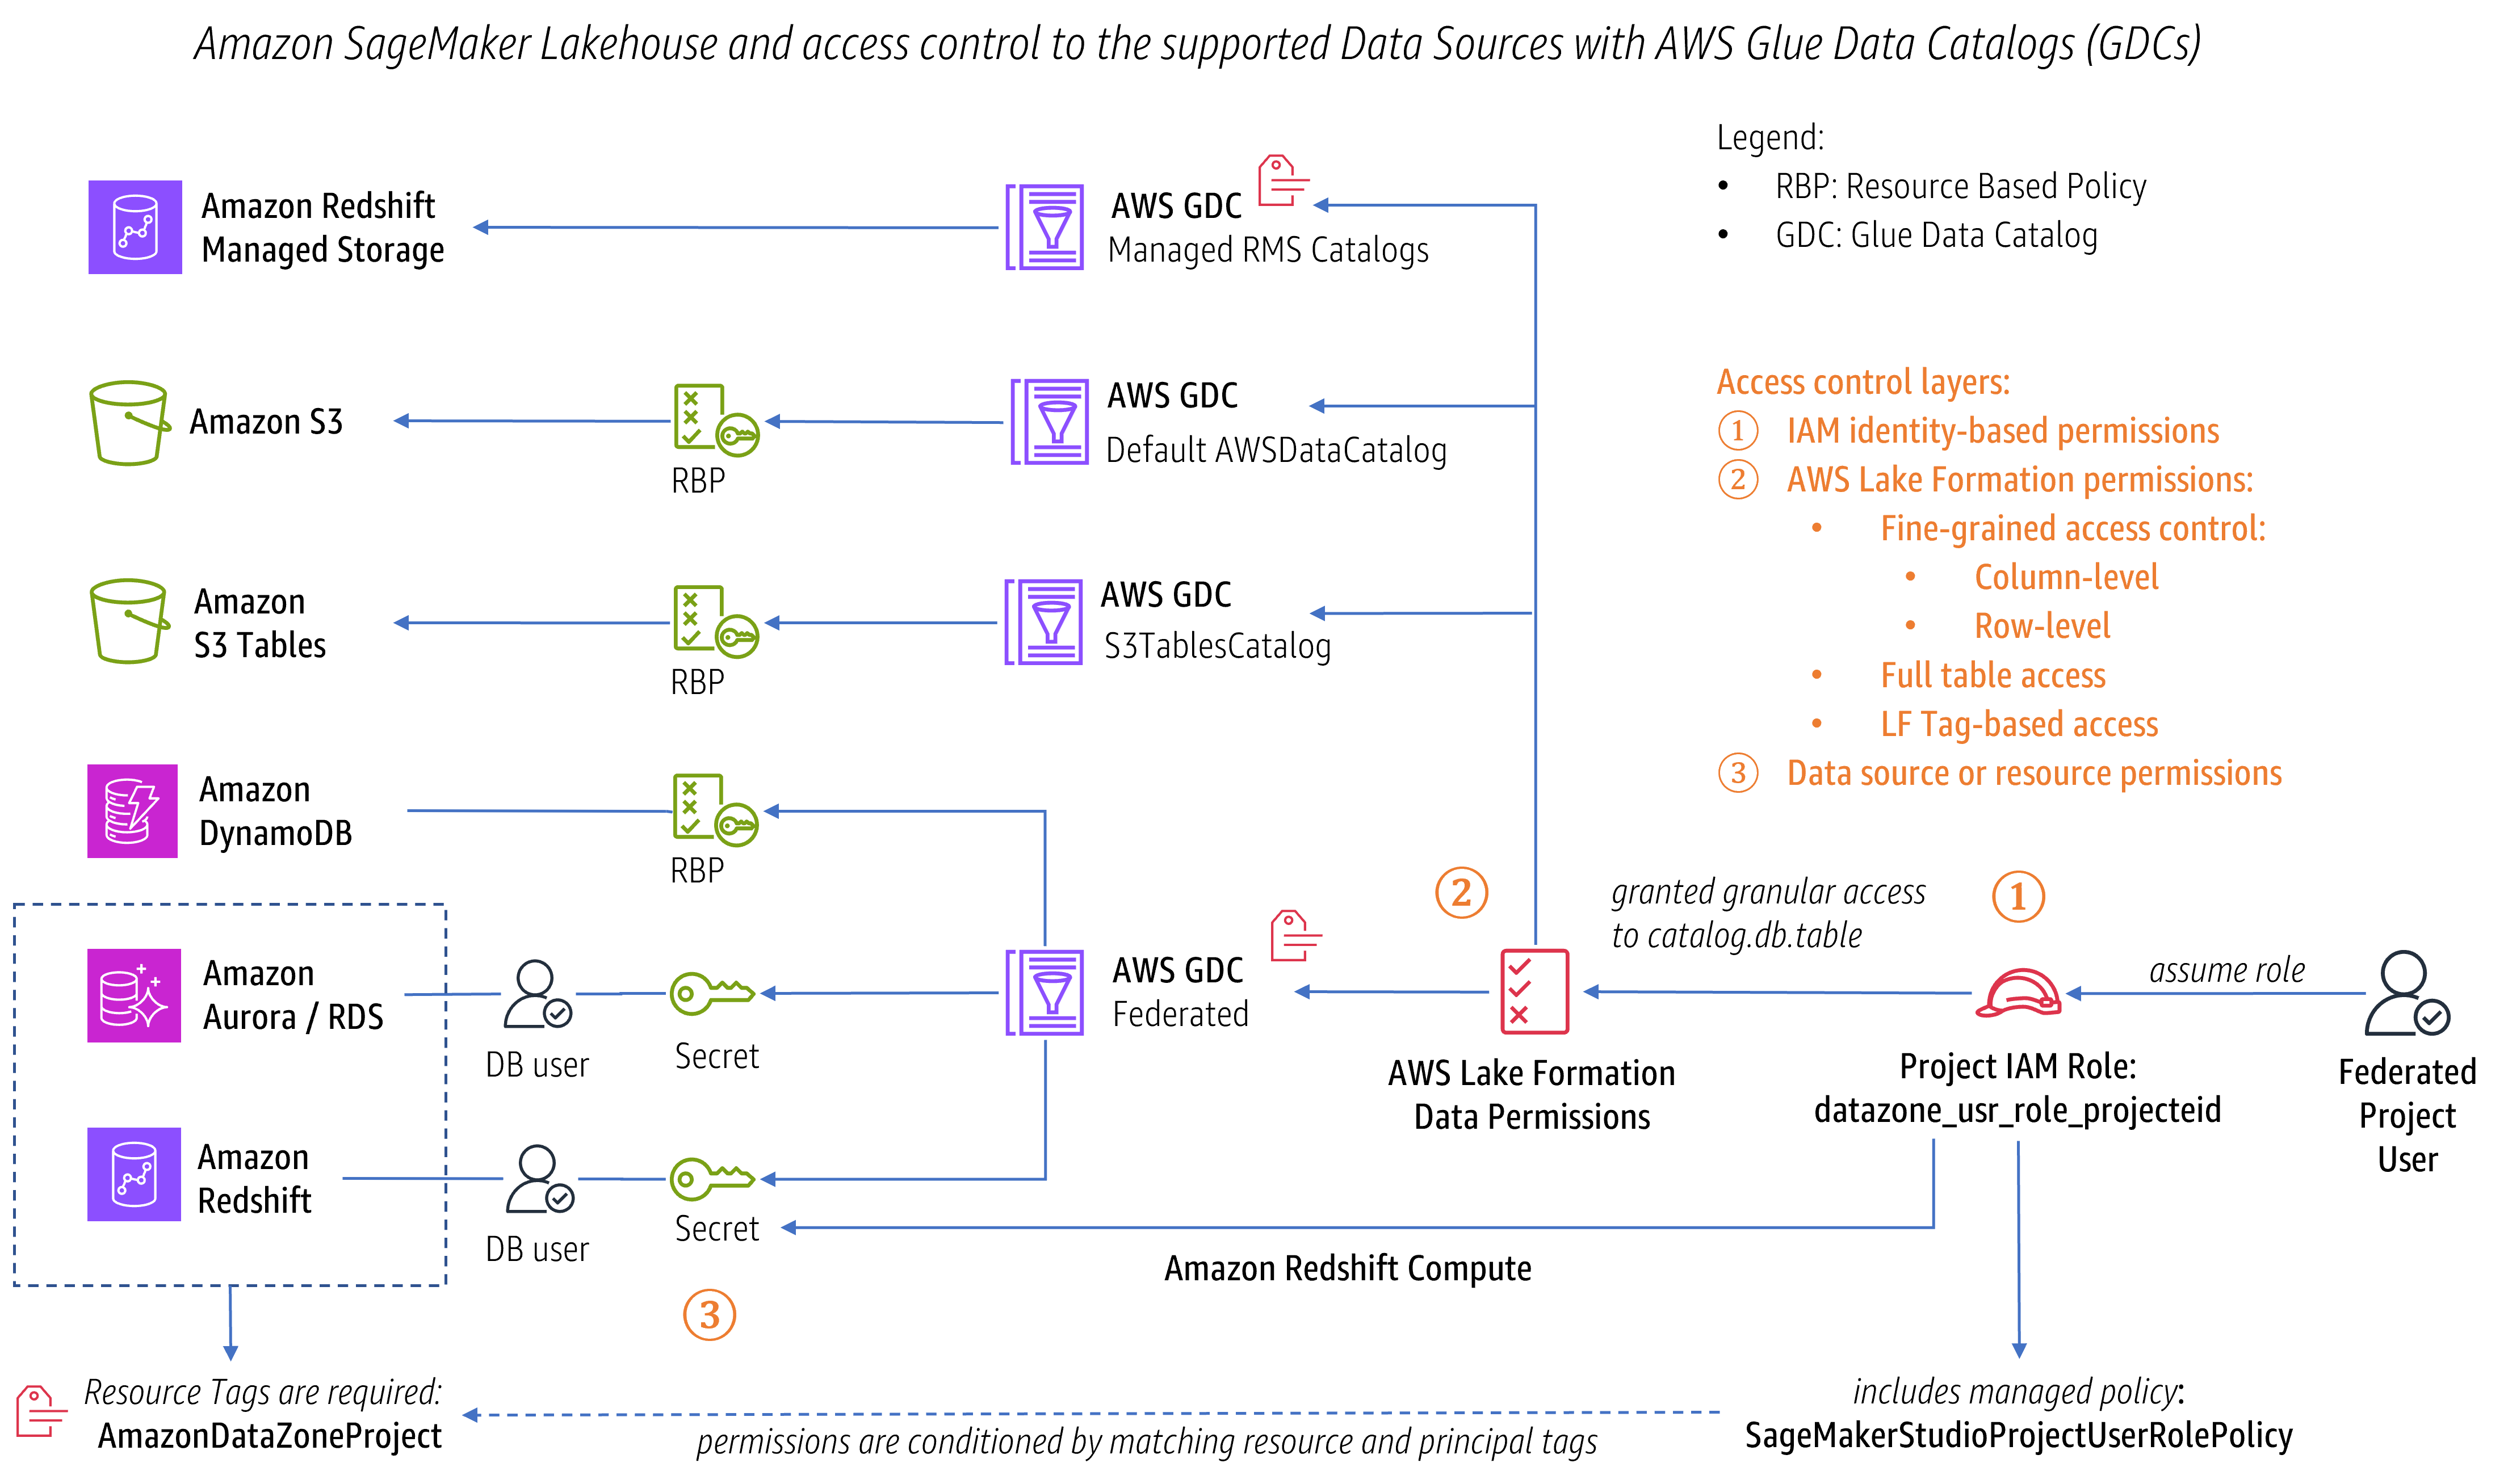 Amazon SageMaker Lakehouse and access control to the supported Data Sources with AWS Glue Data Catalogs (GDCs)
Legend:
• RBP: Resource Based Policy
• GDC: Glue Data Catalog
Amazon Redshift
Managed Storage
AWS GDC
Managed RMS Catalogs
Amazon S3
RBP
AWS GDC
Default AWSDataCatalog
Access control layers:
1 IAM identity-based permissions
2 AWS Lake Formation permissions:
• Fine-grained access control:
• Column-level
• Row-level
• Full table access
• LF Tag-based access
3 Data source or resource permissions
Amazon
S3 Tables
RBP
AWS GDC
S3TablesCatalog
Amazon
DynamoDB
RBP
2
granted granular access
to catalog.db.table
1
assume role
Amazon
Aurora / RDS
DB user
Secret
AWS GDC
Federated
AWS Lake Formation
Data Permissions
Project IAM Role:
datazone_usr_role_projecteid
Federated
Project
User
Amazon
Redshift
DB user
Secret
Amazon Redshift Compute
3
Resource Tags are required:
AmazonDataZoneProject
permissions are conditioned by matching resource and principal tags
includes managed policy:
SageMakerStudioProjectUserRolePolicy